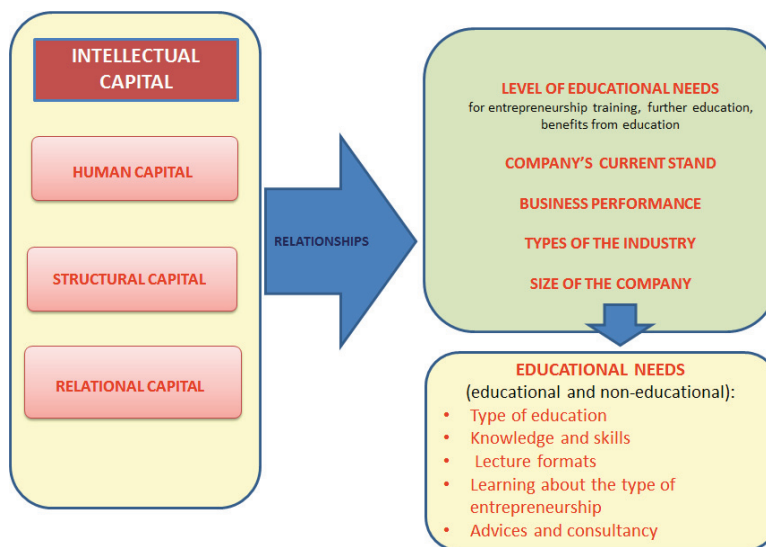 INTELLECTUAL
CAPITAL
HUMAN CAPITAL
STRUCTURAL CAPITAL
RELATIONAL CAPITAL
RELATIONSHIPS
LEVEL OF EDUCATIONAL NEEDS
for entrepreneurship training, further education,
benefits from education
COMPANY'S CURRENT STAND
BUSINESS PERFORMANCE
TYPES OF THE INDUSTRY
SIZE OF THE COMPANY
EDUCATIONAL NEEDS
(educational and non-educational):
• Type of education
• Knowledge and skills
• Lecture formats
• Learning about the type of
entrepreneurship
• Advices and consultancy